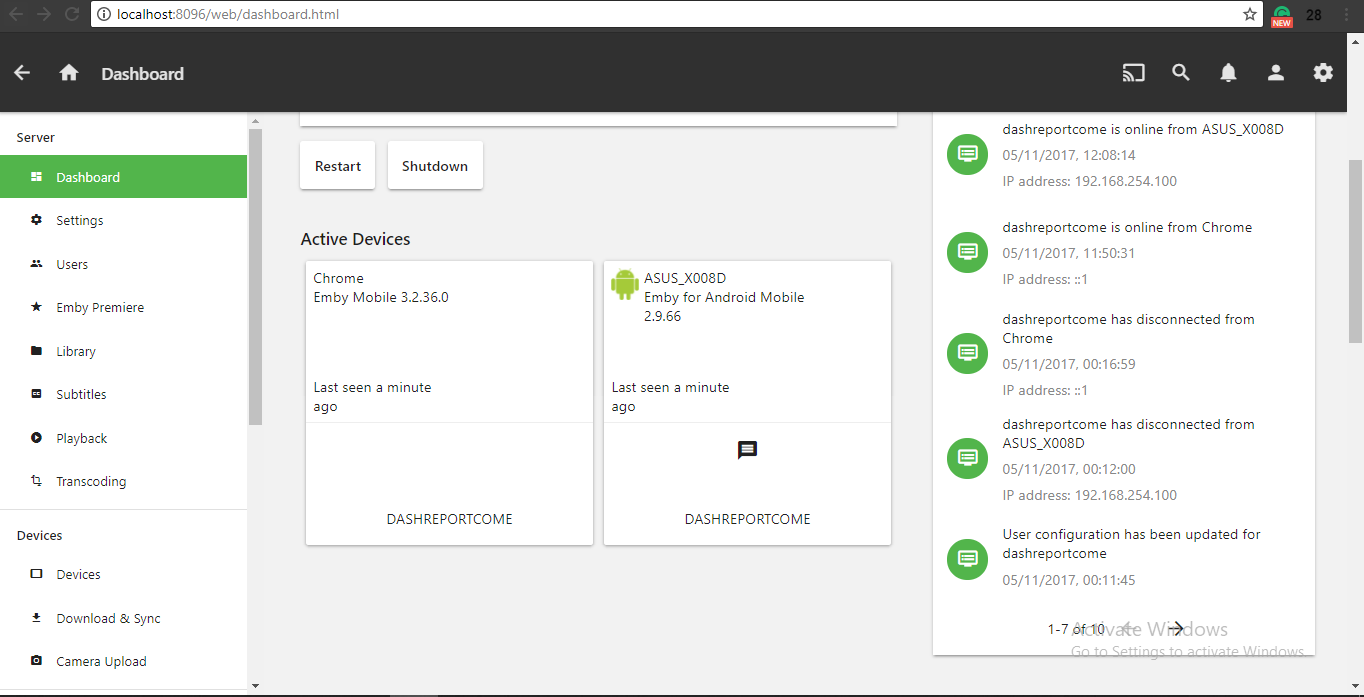 localhost:8096/web/dashboard.html
NEW
28
Dashboard
Server
Dashboard
Settings
Users
Emby Premiere
Library
Subtitles
Playback
Transcoding
Devices
Devices
Download & Sync
Camera Upload
Restart
Shutdown
Active Devices
Chrome
Emby Mobile 3.2.36.0
Last seen a minute
ago
DASHREPORTCOME
ASUS_X008D
Emby for Android Mobile
2.9.66
Last seen a minute
ago
DASHREPORTCOME
dashreportcome is online from ASUS_X008D
05/11/2017, 12:08:14
IP address: 192.168.254.100
dashreportcome is online from Chrome
05/11/2017, 11:50:31
IP address: ::1
dashreportcome has disconnected from
Chrome
05/11/2017, 00:16:59
IP address: ::1
dashreportcome has disconnected from
ASUS_X008D
05/11/2017, 00:12:00
IP address: 192.168.254.100
User configuration has been updated for
dashreportcome
05/11/2017, 00:11:45
1-7 of 10
Activate Windows
Go to Settings to activate Windows.